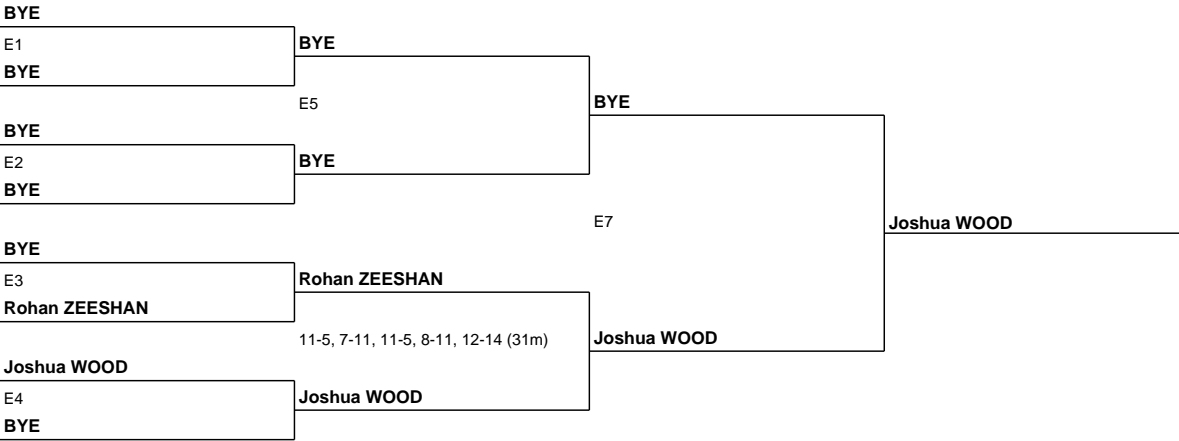 BYE
E1
BYE
BYE
E5
BYE
BYE
E2
BYE
BYE
E7
Joshua WOOD
BYE
E3
Rohan ZEESHAN
Rohan ZEESHAN
11-5, 7-11, 11-5, 8-11, 12-14 (31m)
Joshua WOOD
Joshua WOOD
E4
Joshua WOOD
BYE